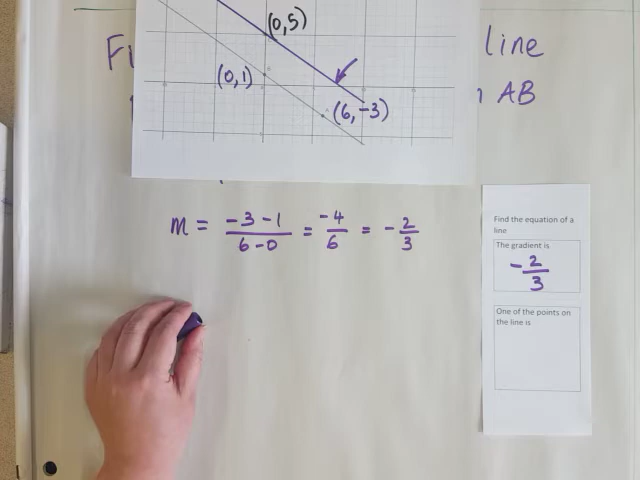 (0,5)
(0,1)
(6,-3)
line
AB
m = -3-1 / 6-0 = -4 / 6 = - 2 / 3
Find the equation of a
line
The gradient is
- 2 / 3
One of the points on
the line is